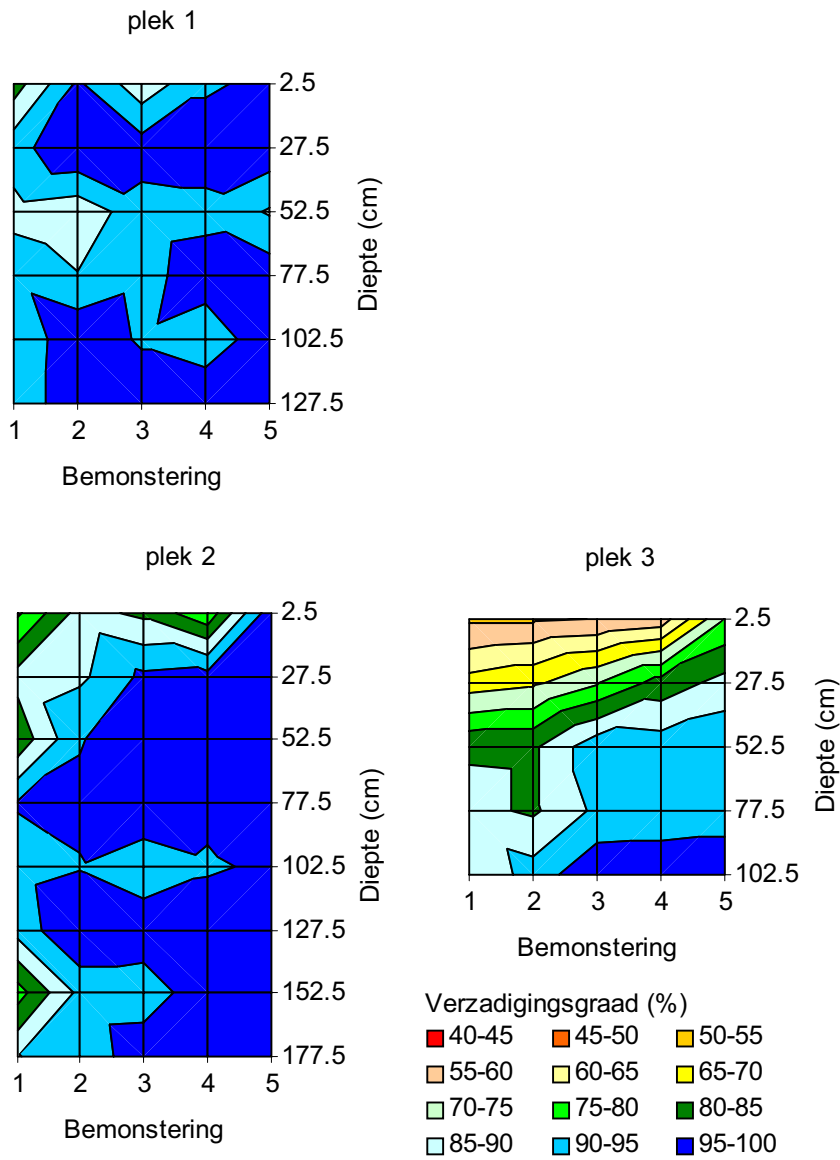 plek 1
2.5
27.5
52.5
77.5
102.5
127.5
Diepte (cm)
1 2 3 4 5
Bemonstering
plek 2
2.5
27.5
52.5
77.5
102.5
127.5
152.5
177.5
Diepte (cm)
1 2 3 4 5
Bemonstering
plek 3
2.5
27.5
52.5
77.5
102.5
Diepte (cm)
1 2 3 4 5
Bemonstering
Verzadigingsgraad (%)
40-45 45-50 50-55
55-60 60-65 65-70
70-75 75-80 80-85
85-90 90-95 95-100